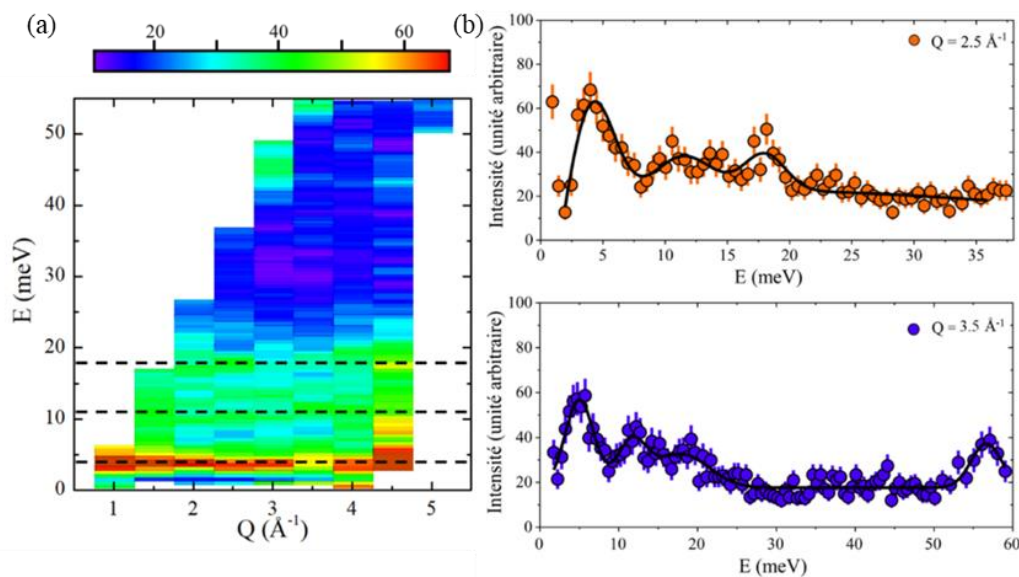 (a)
20 40 60
E (meV)
50
40
30
20
10
0
1 2 3 4 5
Q (Å⁻¹)
(b)
Intensité (unité arbitraire)
100
80
60
40
20
0
Q = 2.5 Å⁻¹
0 5 10 15 20 25 30 35
E (meV)
Intensité (unité arbitraire)
100
80
60
40
20
0
Q = 3.5 Å⁻¹
0 10 20 30 40 50 60
E (meV)